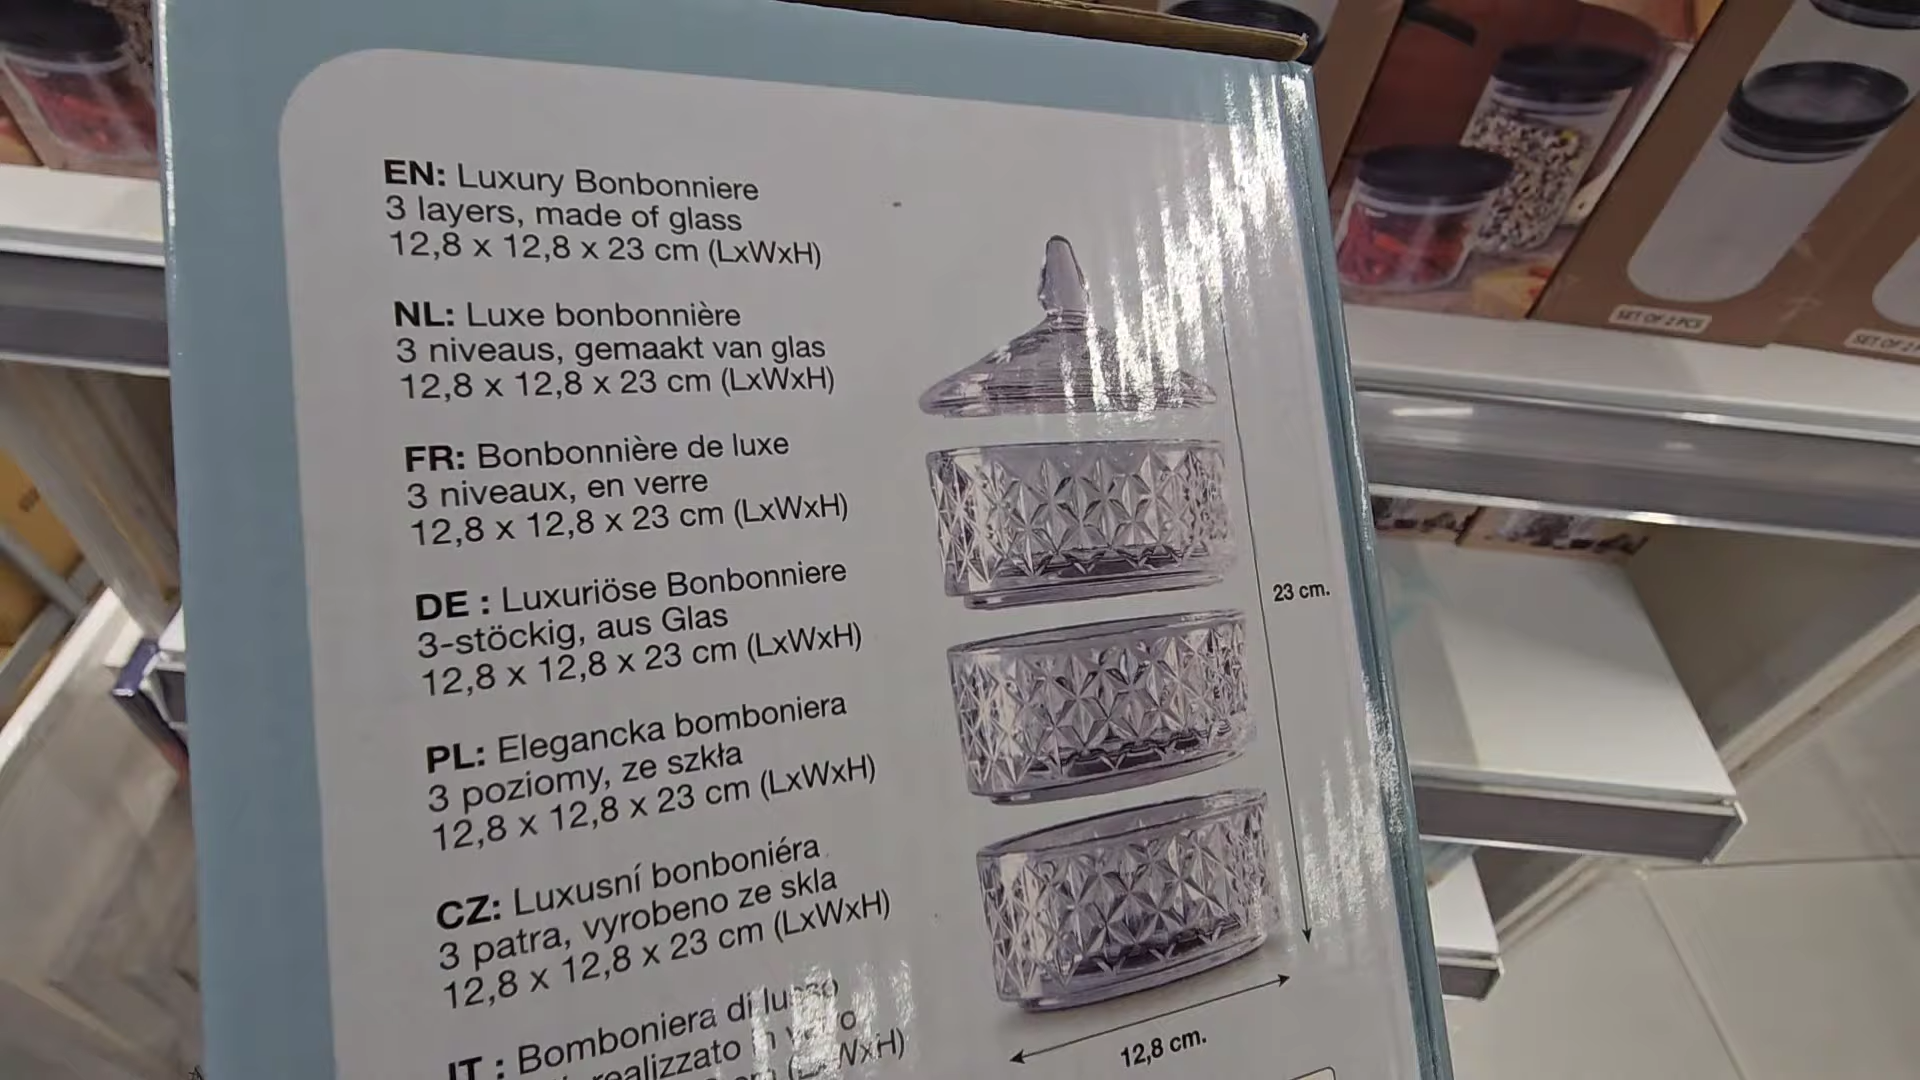 EN: Luxury Bonbonniere
3 layers, made of glass
12,8 x 12,8 x 23 cm (LxWxH)
NL: Luxe bonbonnière
3 niveaus, gemaakt van glas
12,8 x 12,8 x 23 cm (LxWxH)
FR: Bonbonnière de luxe
3 niveaux, en verre
12,8 x 12,8 x 23 cm (LxWxH)
DE : Luxuriöse Bonbonniere
3-stöckig, aus Glas
12,8 x 12,8 x 23 cm (LxWxH)
PL: Elegancka bomboniera
3 poziomy, ze szkła
12,8 x 12,8 x 23 cm (LxWxH)
CZ: Luxusní bonboniéra
3 patra, vyrobeno ze skla
12,8 x 12,8 x 23 cm (LxWxH)
IT : Bomboniera di lusso
realizzato
23 cm.
12,8 cm.
SET OF 2 PCS
SET OF 2